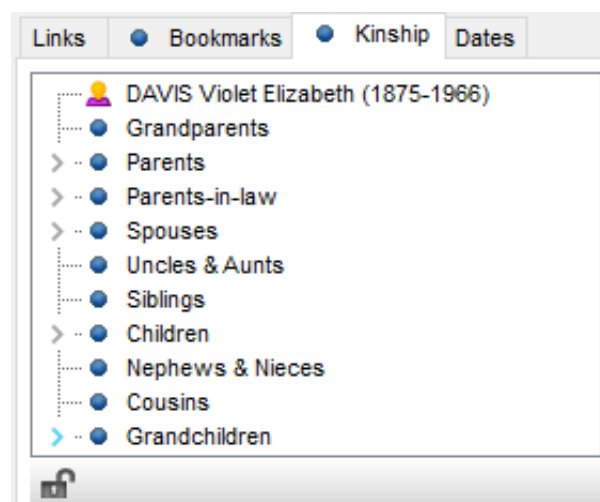 Links Bookmarks Kinship Dates
DAVIS Violet Elizabeth (1875-1966)
Grandparents
Parents
Parents-in-law
Spouses
Uncles & Aunts
Siblings
Children
Nephews & Nieces
Cousins
Grandchildren